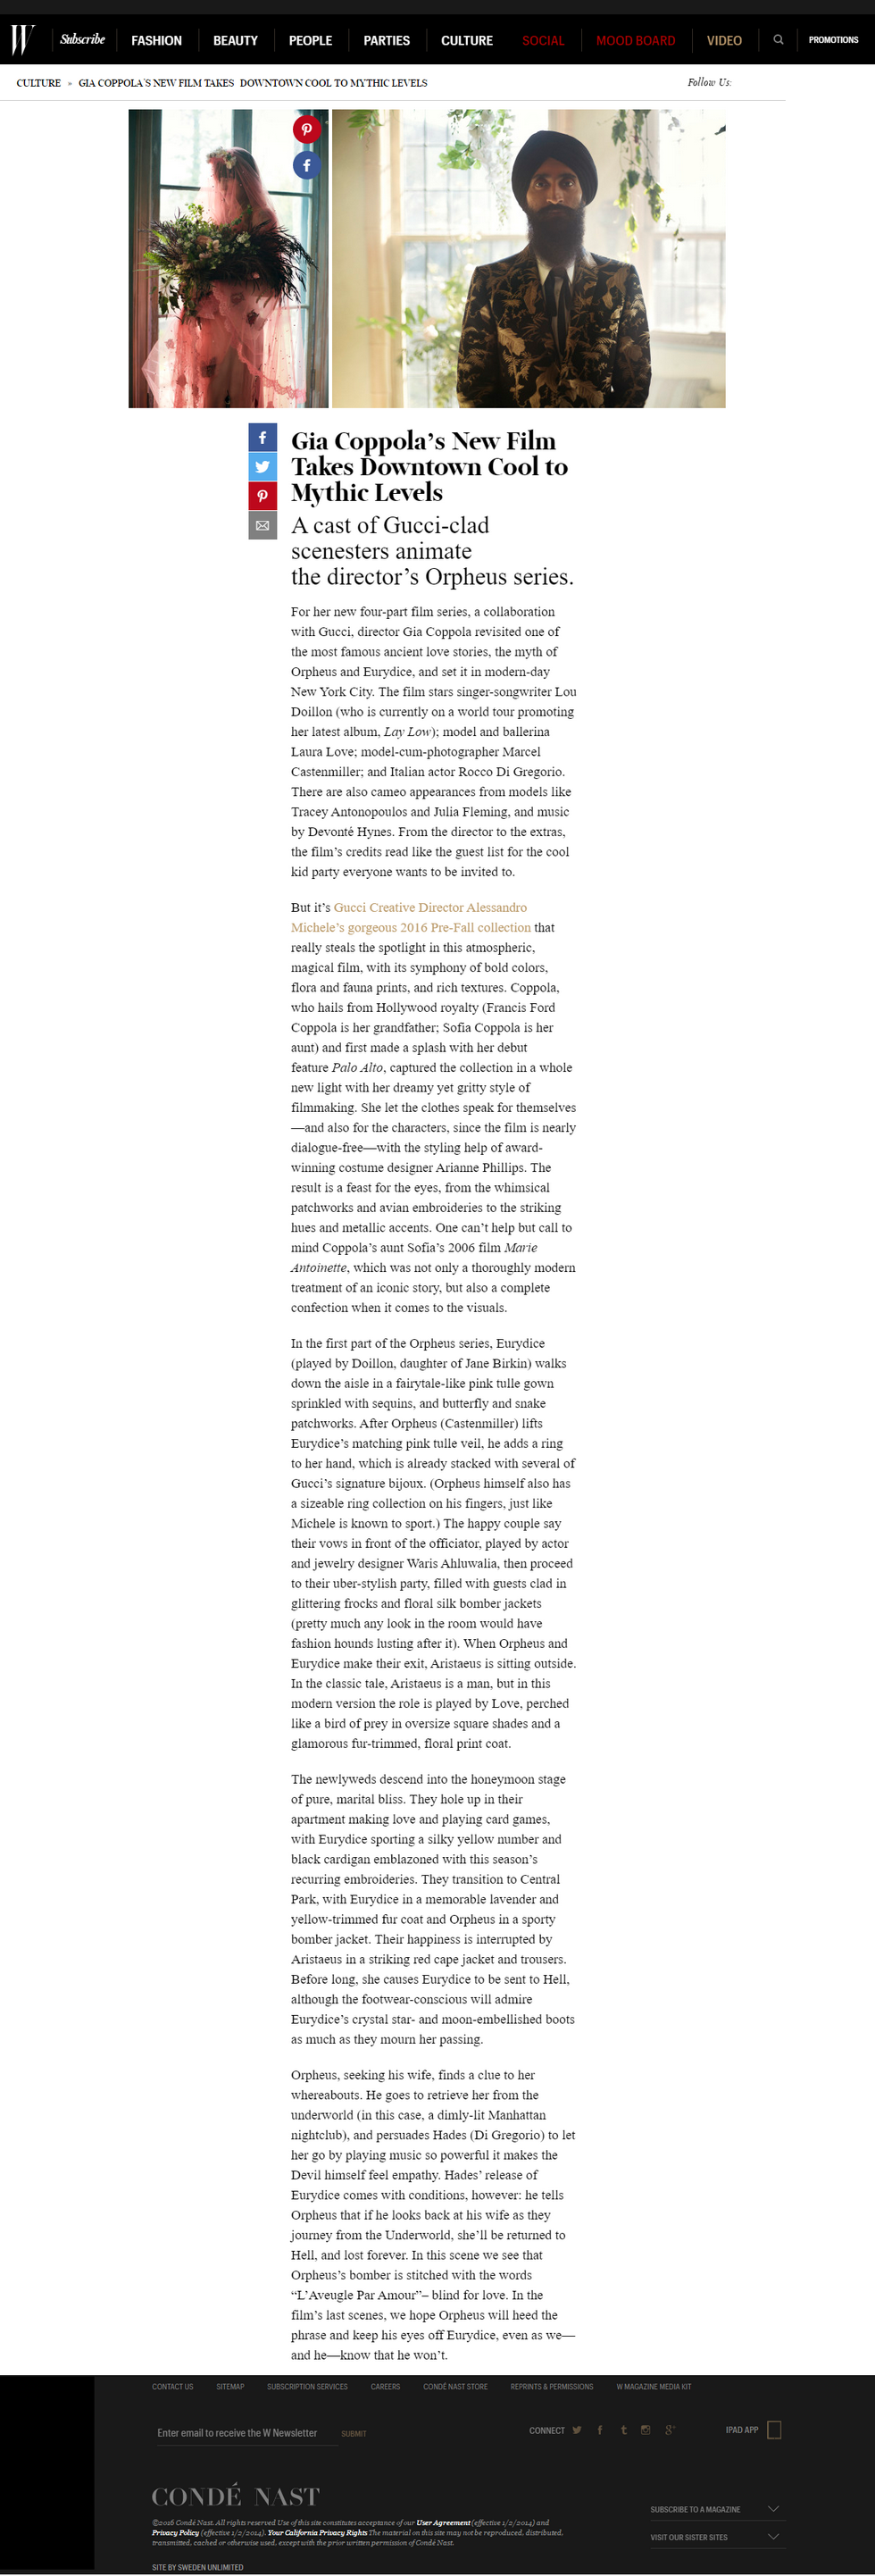 W
Subscribe FASHION BEAUTY PEOPLE PARTIES CULTURE SOCIAL MOOD BOARD VIDEO PROMOTIONS
CULTURE » GIA COPPOLA'S NEW FILM TAKES DOWNTOWN COOL TO MYTHIC LEVELS Follow Us:
Gia Coppola's New Film
Takes Downtown Cool to
Mythic Levels
A cast of Gucci-clad
scenesters animate
the director's Orpheus series.
For her new four-part film series, a collaboration
with Gucci, director Gia Coppola revisited one of
the most famous ancient love stories, the myth of
Orpheus and Eurydice, and set it in modern-day
New York City. The film stars singer-songwriter Lou
Doillon (who is currently on a world tour promoting
her latest album, Lay Low); model and ballerina
Laura Love; model-cum-photographer Marcel
Castenmiller; and Italian actor Rocco Di Gregorio.
There are also cameo appearances from models like
Tracey Antonopoulos and Julia Fleming, and music
by Devonté Hynes. From the director to the extras,
the film's credits read like the guest list for the cool
kid party everyone wants to be invited to.
But it's Gucci Creative Director Alessandro
Michele's gorgeous 2016 Pre-Fall collection that
really steals the spotlight in this atmospheric,
magical film, with its symphony of bold colors,
flora and fauna prints, and rich textures. Coppola,
who hails from Hollywood royalty (Francis Ford
Coppola is her grandfather; Sofia Coppola is her
aunt) and first made a splash with her debut
feature Palo Alto, captured the collection in a whole
new light with her dreamy yet gritty style of
filmmaking. She let the clothes speak for themselves
—and also for the characters, since the film is nearly
dialogue-free—with the styling help of award-
winning costume designer Arianne Phillips. The
result is a feast for the eyes, from the whimsical
patchworks and avian embroideries to the striking
hues and metallic accents. One can't help but call to
mind Coppola's aunt Sofia's 2006 film Marie
Antoinette, which was not only a thoroughly modern
treatment of an iconic story, but also a complete
confection when it comes to the visuals.
In the first part of the Orpheus series, Eurydice
(played by Doillon, daughter of Jane Birkin) walks
down the aisle in a fairytale-like pink tulle gown
sprinkled with sequins, and butterfly and snake
patchworks. After Orpheus (Castenmiller) lifts
Eurydice's matching pink tulle veil, he adds a ring
to her hand, which is already stacked with several of
Gucci's signature bijoux. (Orpheus himself also has
a sizeable ring collection on his fingers, just like
Michele is known to sport.) The happy couple say
their vows in front of the officiator, played by actor
and jewelry designer Waris Ahluwalia, then proceed
to their uber-stylish party, filled with guests clad in
glittering frocks and floral silk bomber jackets
(pretty much any look in the room would have
fashion hounds lusting after it). When Orpheus and
Eurydice make their exit, Aristaeus is sitting outside.
In the classic tale, Aristaeus is a man, but in this
modern version the role is played by Love, perched
like a bird of prey in oversize square shades and a
glamorous fur-trimmed, floral print coat.
The newlyweds descend into the honeymoon stage
of pure, marital bliss. They hole up in their
apartment making love and playing card games,
with Eurydice sporting a silky yellow number and
black cardigan emblazoned with this season's
recurring embroideries. They transition to Central
Park, with Eurydice in a memorable lavender and
yellow-trimmed fur coat and Orpheus in a sporty
bomber jacket. Their happiness is interrupted by
Aristaeus in a striking red cape jacket and trousers.
Before long, she causes Eurydice to be sent to Hell,
although the footwear-conscious will admire
Eurydice's crystal star- and moon-embellished boots
as much as they mourn her passing.
Orpheus, seeking his wife, finds a clue to her
whereabouts. He goes to retrieve her from the
underworld (in this case, a dimly-lit Manhattan
nightclub), and persuades Hades (Di Gregorio) to let
her go by playing music so powerful it makes the
Devil himself feel empathy. Hades' release of
Eurydice comes with conditions, however: he tells
Orpheus that if he looks back at his wife as they
journey from the Underworld, she'll be returned to
Hell, and lost forever. In this scene we see that
Orpheus's bomber is stitched with the words
“L'Aveugle Par Amour”– blind for love. In the
film's last scenes, we hope Orpheus will heed the
phrase and keep his eyes off Eurydice, even as we—
and he—know that he won't.
CONTACT US SITEMAP SUBSCRIPTION SERVICES CAREERS CONDÉ NAST STORE REPRINTS & PERMISSIONS W MAGAZINE MEDIA KIT
Enter email to receive the W Newsletter SUBMIT CONNECT IPAD APP
CONDÉ NAST
SUBSCRIBE TO A MAGAZINE
©2016 Condé Nast. All rights reserved Use of this site constitutes acceptance of our User Agreement (effective 1/2/2014) and
Privacy Policy (effective 1/2/2014). Your California Privacy Rights The material on this site may not be reproduced, distributed,
transmitted, cached or otherwise used, except with the prior written permission of Condé Nast.
VISIT OUR SISTER SITES
SITE BY SWEDEN UNLIMITED